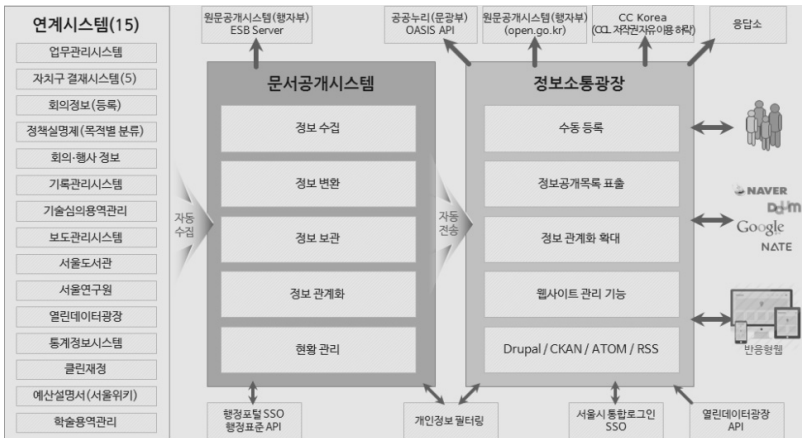 연계시스템(15)
업무관리시스템
자치구 결재시스템(5)
회의정보(등록)
정책실명제(목적별 분류)
회의·행사 정보
기록관리시스템
기술심의용역관리
보도관리시스템
서울도서관
서울연구원
열린데이터광장
통계정보시스템
클린재정
예산설명서(서울위키)
학술용역관리
자동
수집
원문공개시스템(행자부)
ESB Server
문서공개시스템
정보 수집
정보 변환
정보 보관
정보 관계화
현황 관리
행정포털 SSO
행정표준 API
자동
전송
개인정보 필터링
공공누리(문광부)
OASIS API
원문공개시스템(행자부)
(open.go.kr)
CC Korea
(CCL 저작권자유이용허락)
응답소
정보소통광장
수동 등록
정보공개목록 표출
정보 관계화 확대
웹사이트 관리 기능
Drupal / CKAN / ATOM / RSS
서울시 통합로그인
SSO
열린데이터광장
API
NAVER
Daum
Google
NATE
반응형웹